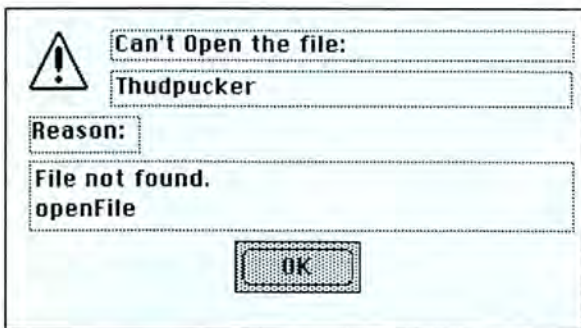 Can't Open the file:
Thudpucker
Reason:
File not found.
openFile
OK